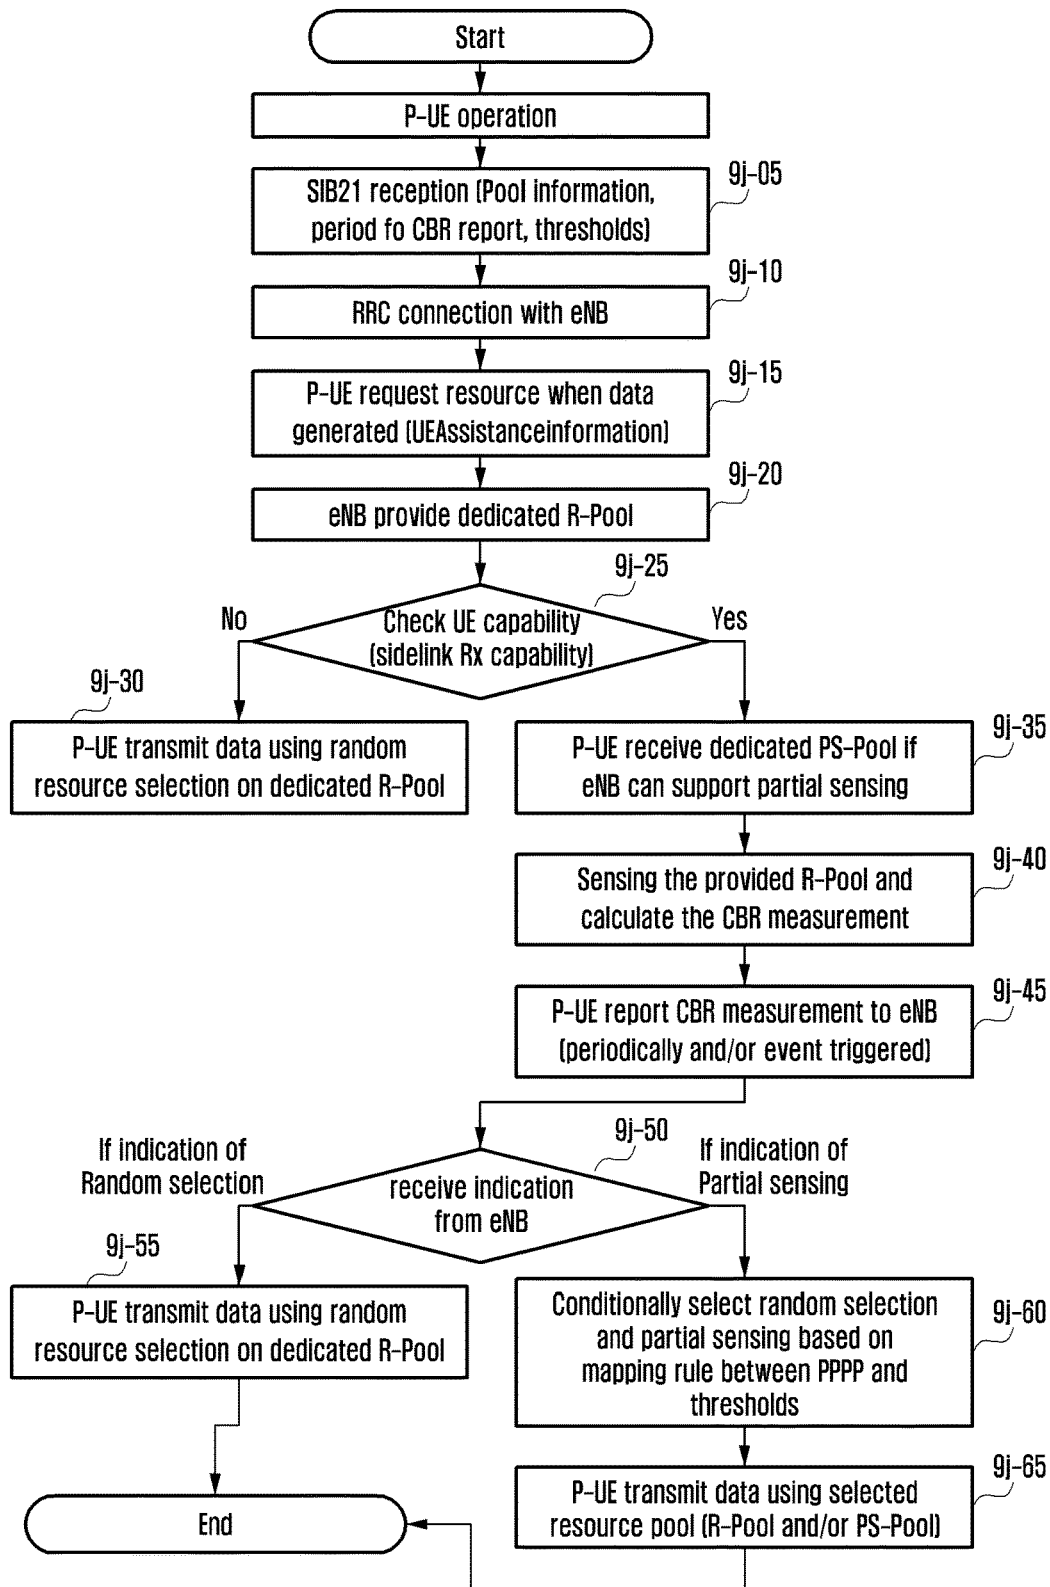 Start
P-UE operation
9j-05
SIB21 reception (Pool information,
period fo CBR report, thresholds)
9j-10
RRC connection with eNB
9j-15
P-UE request resource when data
generated (UEAssistanceinformation)
9j-20
eNB provide dedicated R-Pool
9j-25
No
Check UE capability
(sidelink Rx capability)
Yes
9j-30
P-UE transmit data using random
resource selection on dedicated R-Pool
9j-35
P-UE receive dedicated PS-Pool if
eNB can support partial sensing
9j-40
Sensing the provided R-Pool and
calculate the CBR measurement
9j-45
P-UE report CBR measurement to eNB
(periodically and/or event triggered)
9j-50
If indication of
Random selection
receive indication
from eNB
If indication of
Partial sensing
9j-55
P-UE transmit data using random
resource selection on dedicated R-Pool
9j-60
Conditionally select random selection
and partial sensing based on
mapping rule between PPPP and
thresholds
9j-65
P-UE transmit data using selected
resource pool (R-Pool and/or PS-Pool)
End